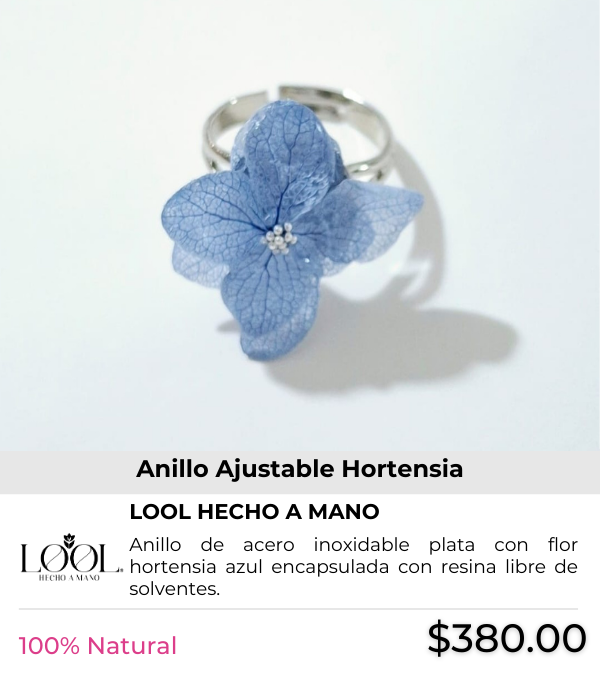 Anillo Ajustable Hortensia
LOOL HECHO A MANO
LOOL
HECHO A MANO
Anillo de acero inoxidable plata con flor
hortensia azul encapsulada con resina libre de
solventes.
100% Natural
$380.00